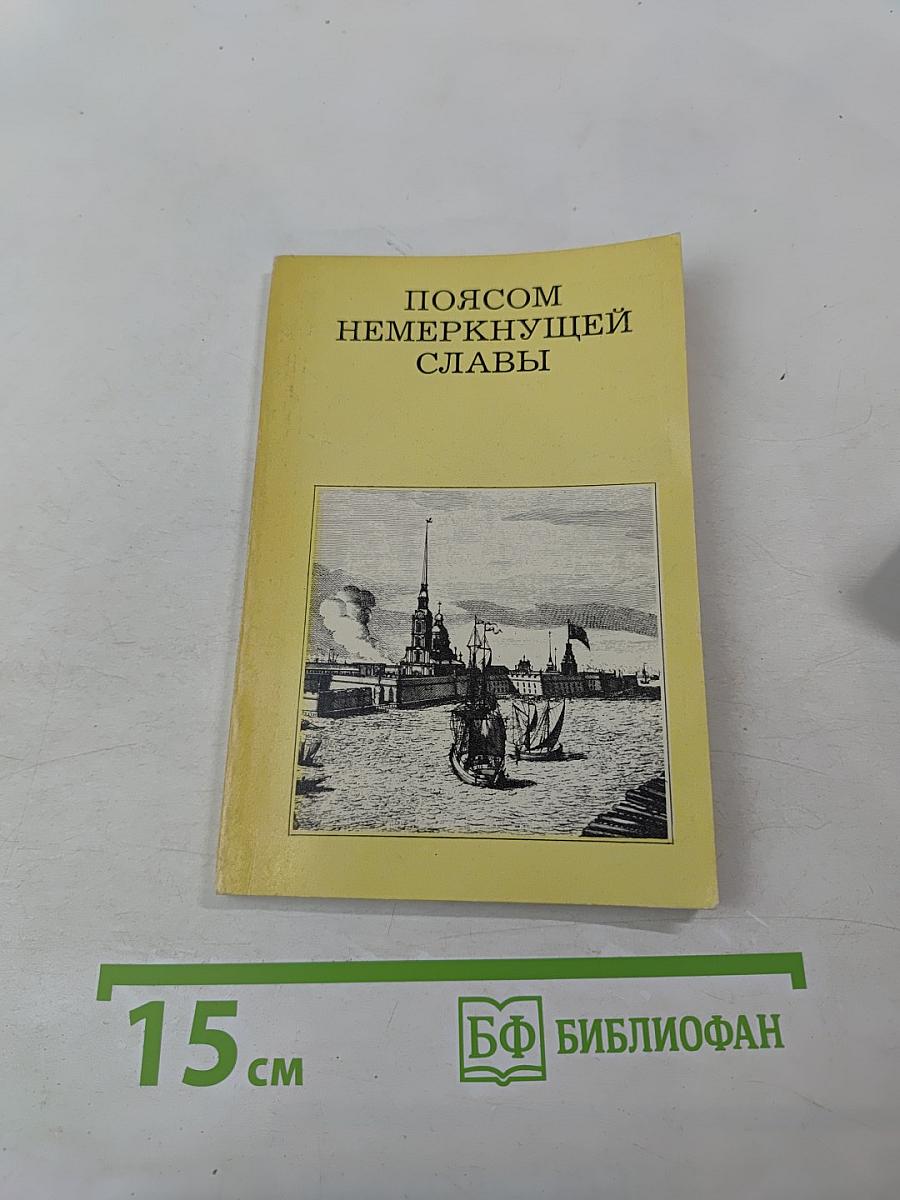 ПОЯСОМ
НЕМЕРКНУЩЕЙ
СЛАВЫ
15 см
БФ БИБЛИОФАН